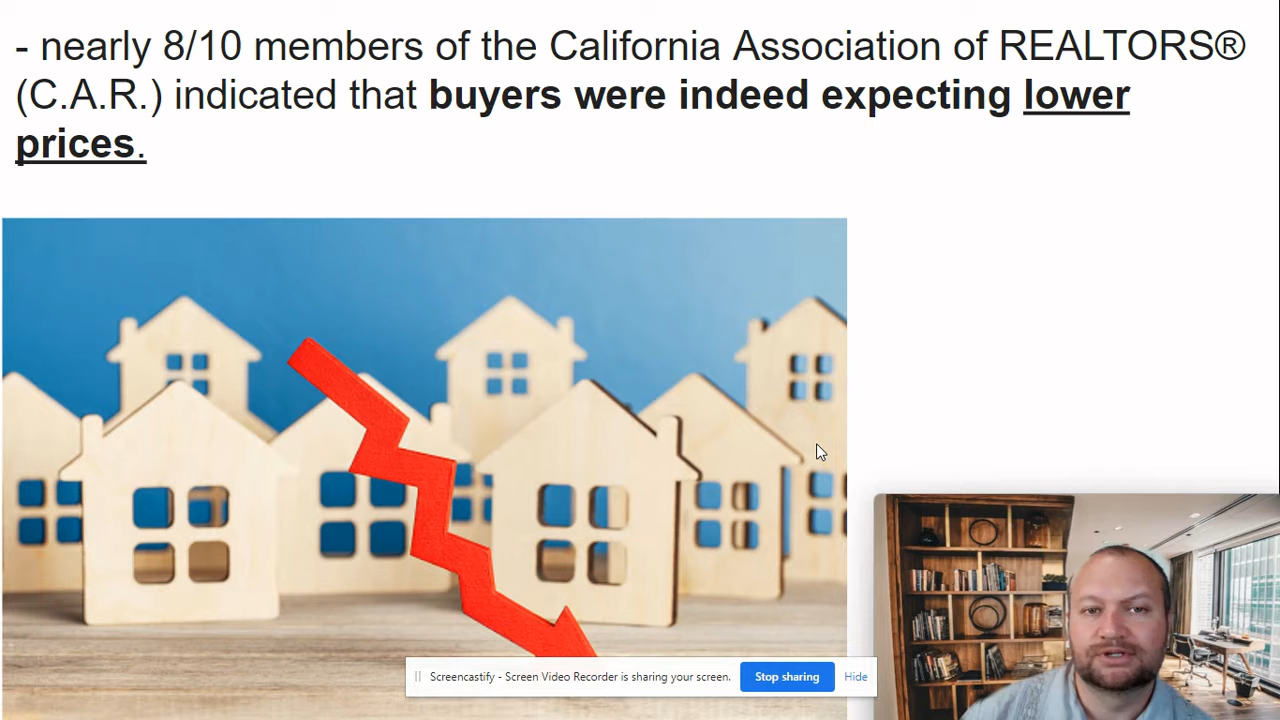 - nearly 8/10 members of the California Association of REALTORS®
(C.A.R.) indicated that buyers were indeed expecting lower
prices.
Screencastify - Screen Video Recorder is sharing your screen. Stop sharing Hide